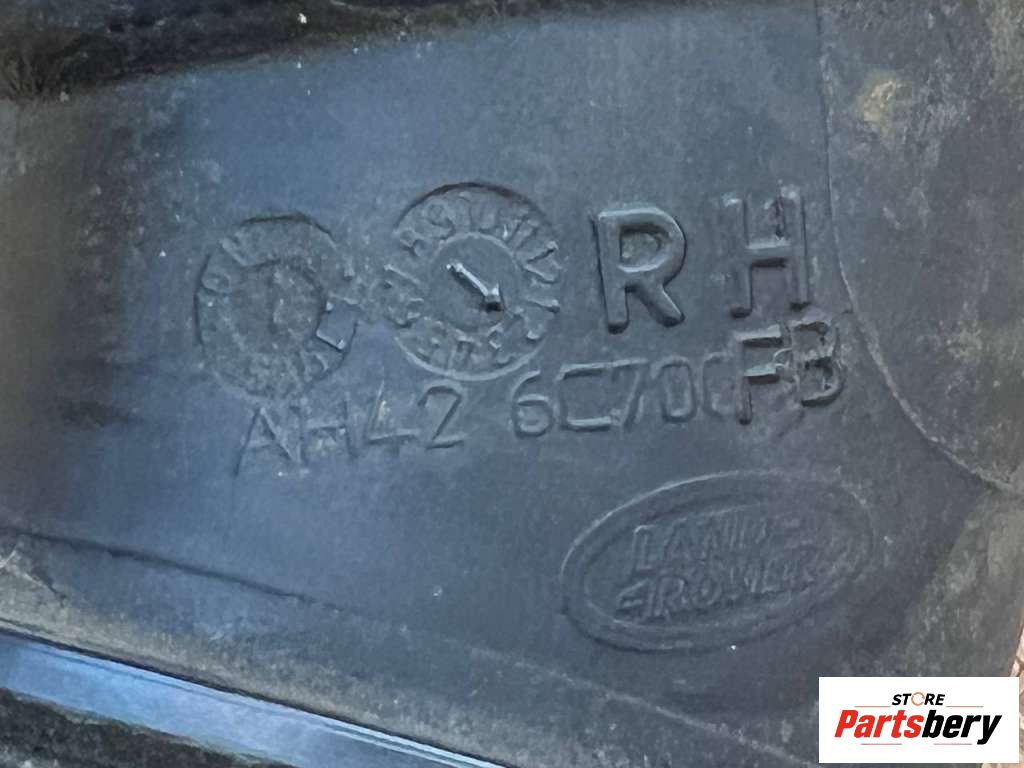 RH
AH42 6C700FB
LAND-
-ROVER
STORE
Partsbery